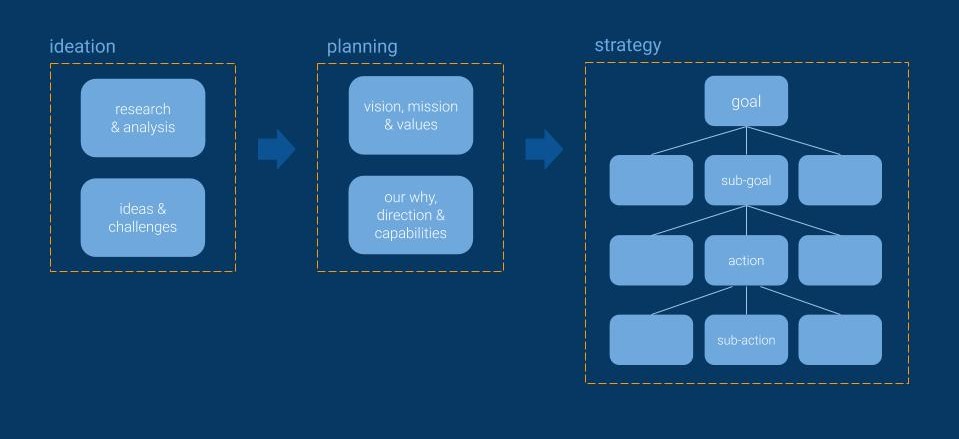 ideation
research
& analysis
ideas &
challenges
planning
vision, mission
& values
our why,
direction &
capabilities
strategy
goal
sub-goal
action
sub-action